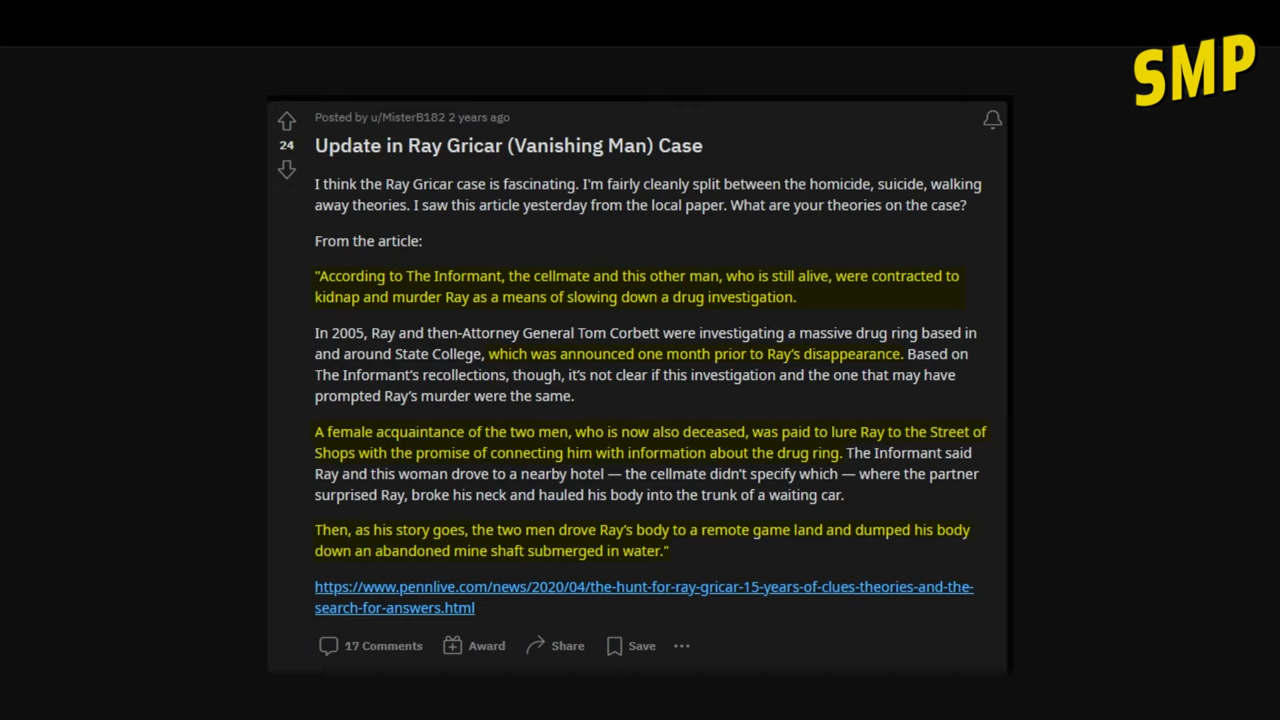 SMP
Posted by u/MisterB182 2 years ago
24
Update in Ray Gricar (Vanishing Man) Case
I think the Ray Gricar case is fascinating. I'm fairly cleanly split between the homicide, suicide, walking
away theories. I saw this article yesterday from the local paper. What are your theories on the case?
From the article:
"According to The Informant, the cellmate and this other man, who is still alive, were contracted to
kidnap and murder Ray as a means of slowing down a drug investigation.
In 2005, Ray and then-Attorney General Tom Corbett were investigating a massive drug ring based in
and around State College, which was announced one month prior to Ray’s disappearance. Based on
The Informant’s recollections, though, it’s not clear if this investigation and the one that may have
prompted Ray’s murder were the same.
A female acquaintance of the two men, who is now also deceased, was paid to lure Ray to the Street of
Shops with the promise of connecting him with information about the drug ring. The Informant said
Ray and this woman drove to a nearby hotel — the cellmate didn’t specify which — where the partner
surprised Ray, broke his neck and hauled his body into the trunk of a waiting car.
Then, as his story goes, the two men drove Ray’s body to a remote game land and dumped his body
down an abandoned mine shaft submerged in water."
https://www.pennlive.com/news/2020/04/the-hunt-for-ray-gricar-15-years-of-clues-theories-and-the-
search-for-answers.html
17 Comments Award Share Save